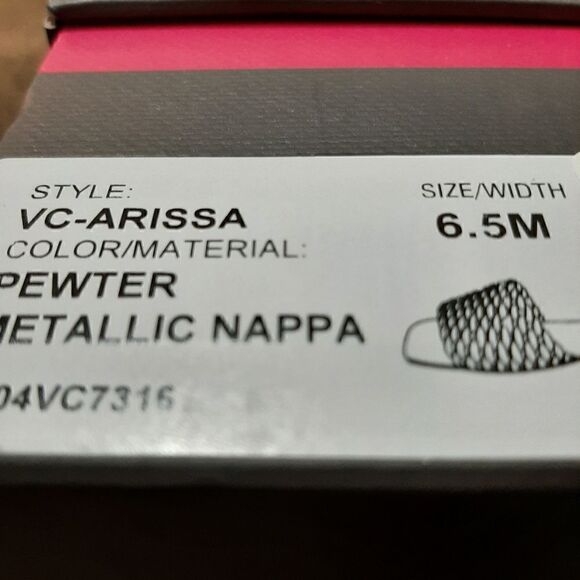 STYLE:
VC-ARISSA
COLOR/MATERIAL:
PEWTER
METALLIC NAPPA
04VC7316
SIZE/WIDTH
6.5M